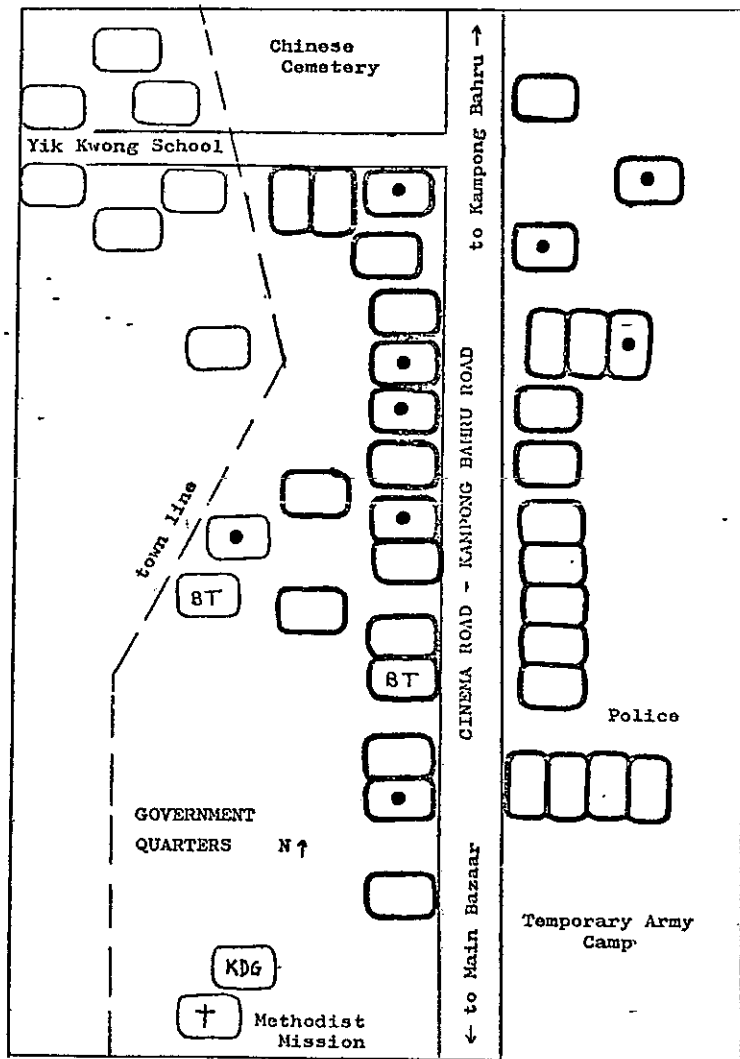 Chinese
Cemetery
to Kampong Bahru →
Yik Kwong School
CINEMA ROAD - KAMPONG BAHRU ROAD
town line
BT
BT
Police
GOVERNMENT
QUARTERS N↑
← to Main Bazaar
Temporary Army
Camp
KDG
Methodist
Mission